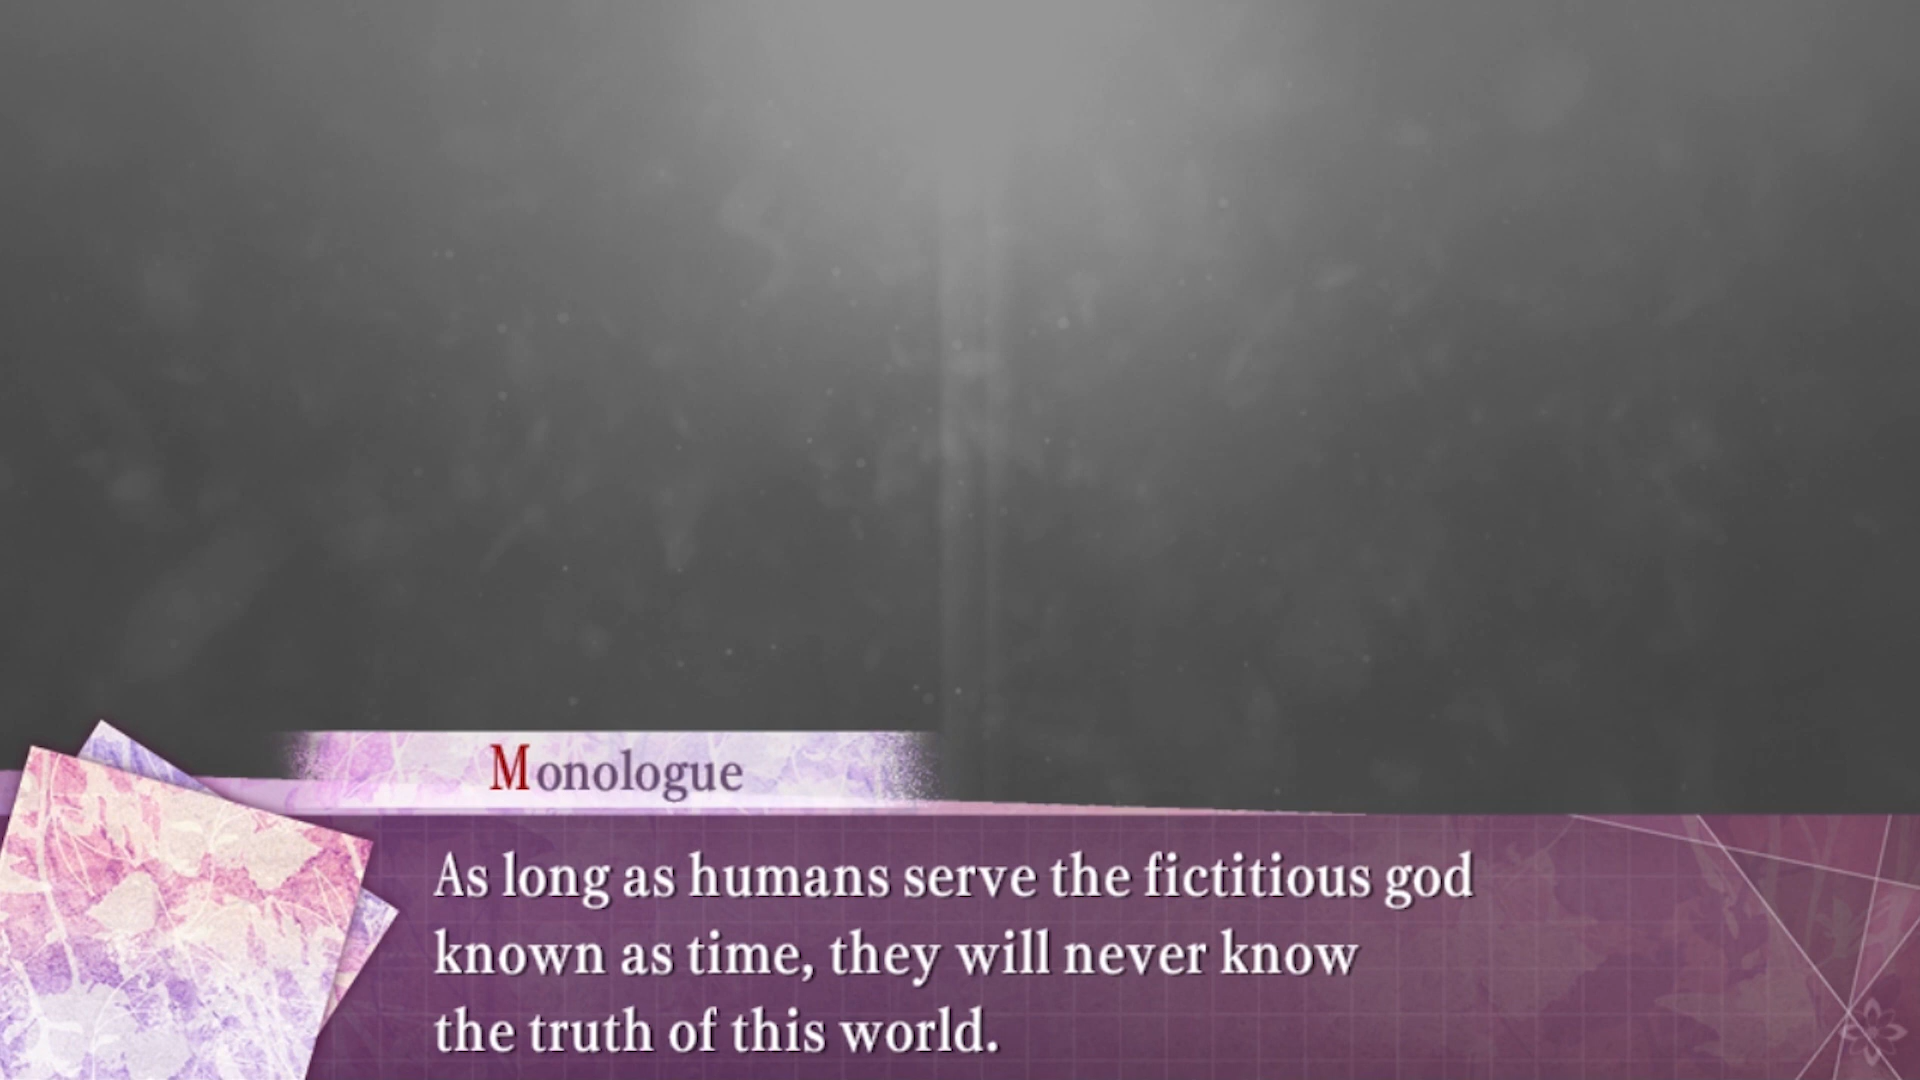 Monologue
As long as humans serve the fictitious god
known as time, they will never know
the truth of this world.